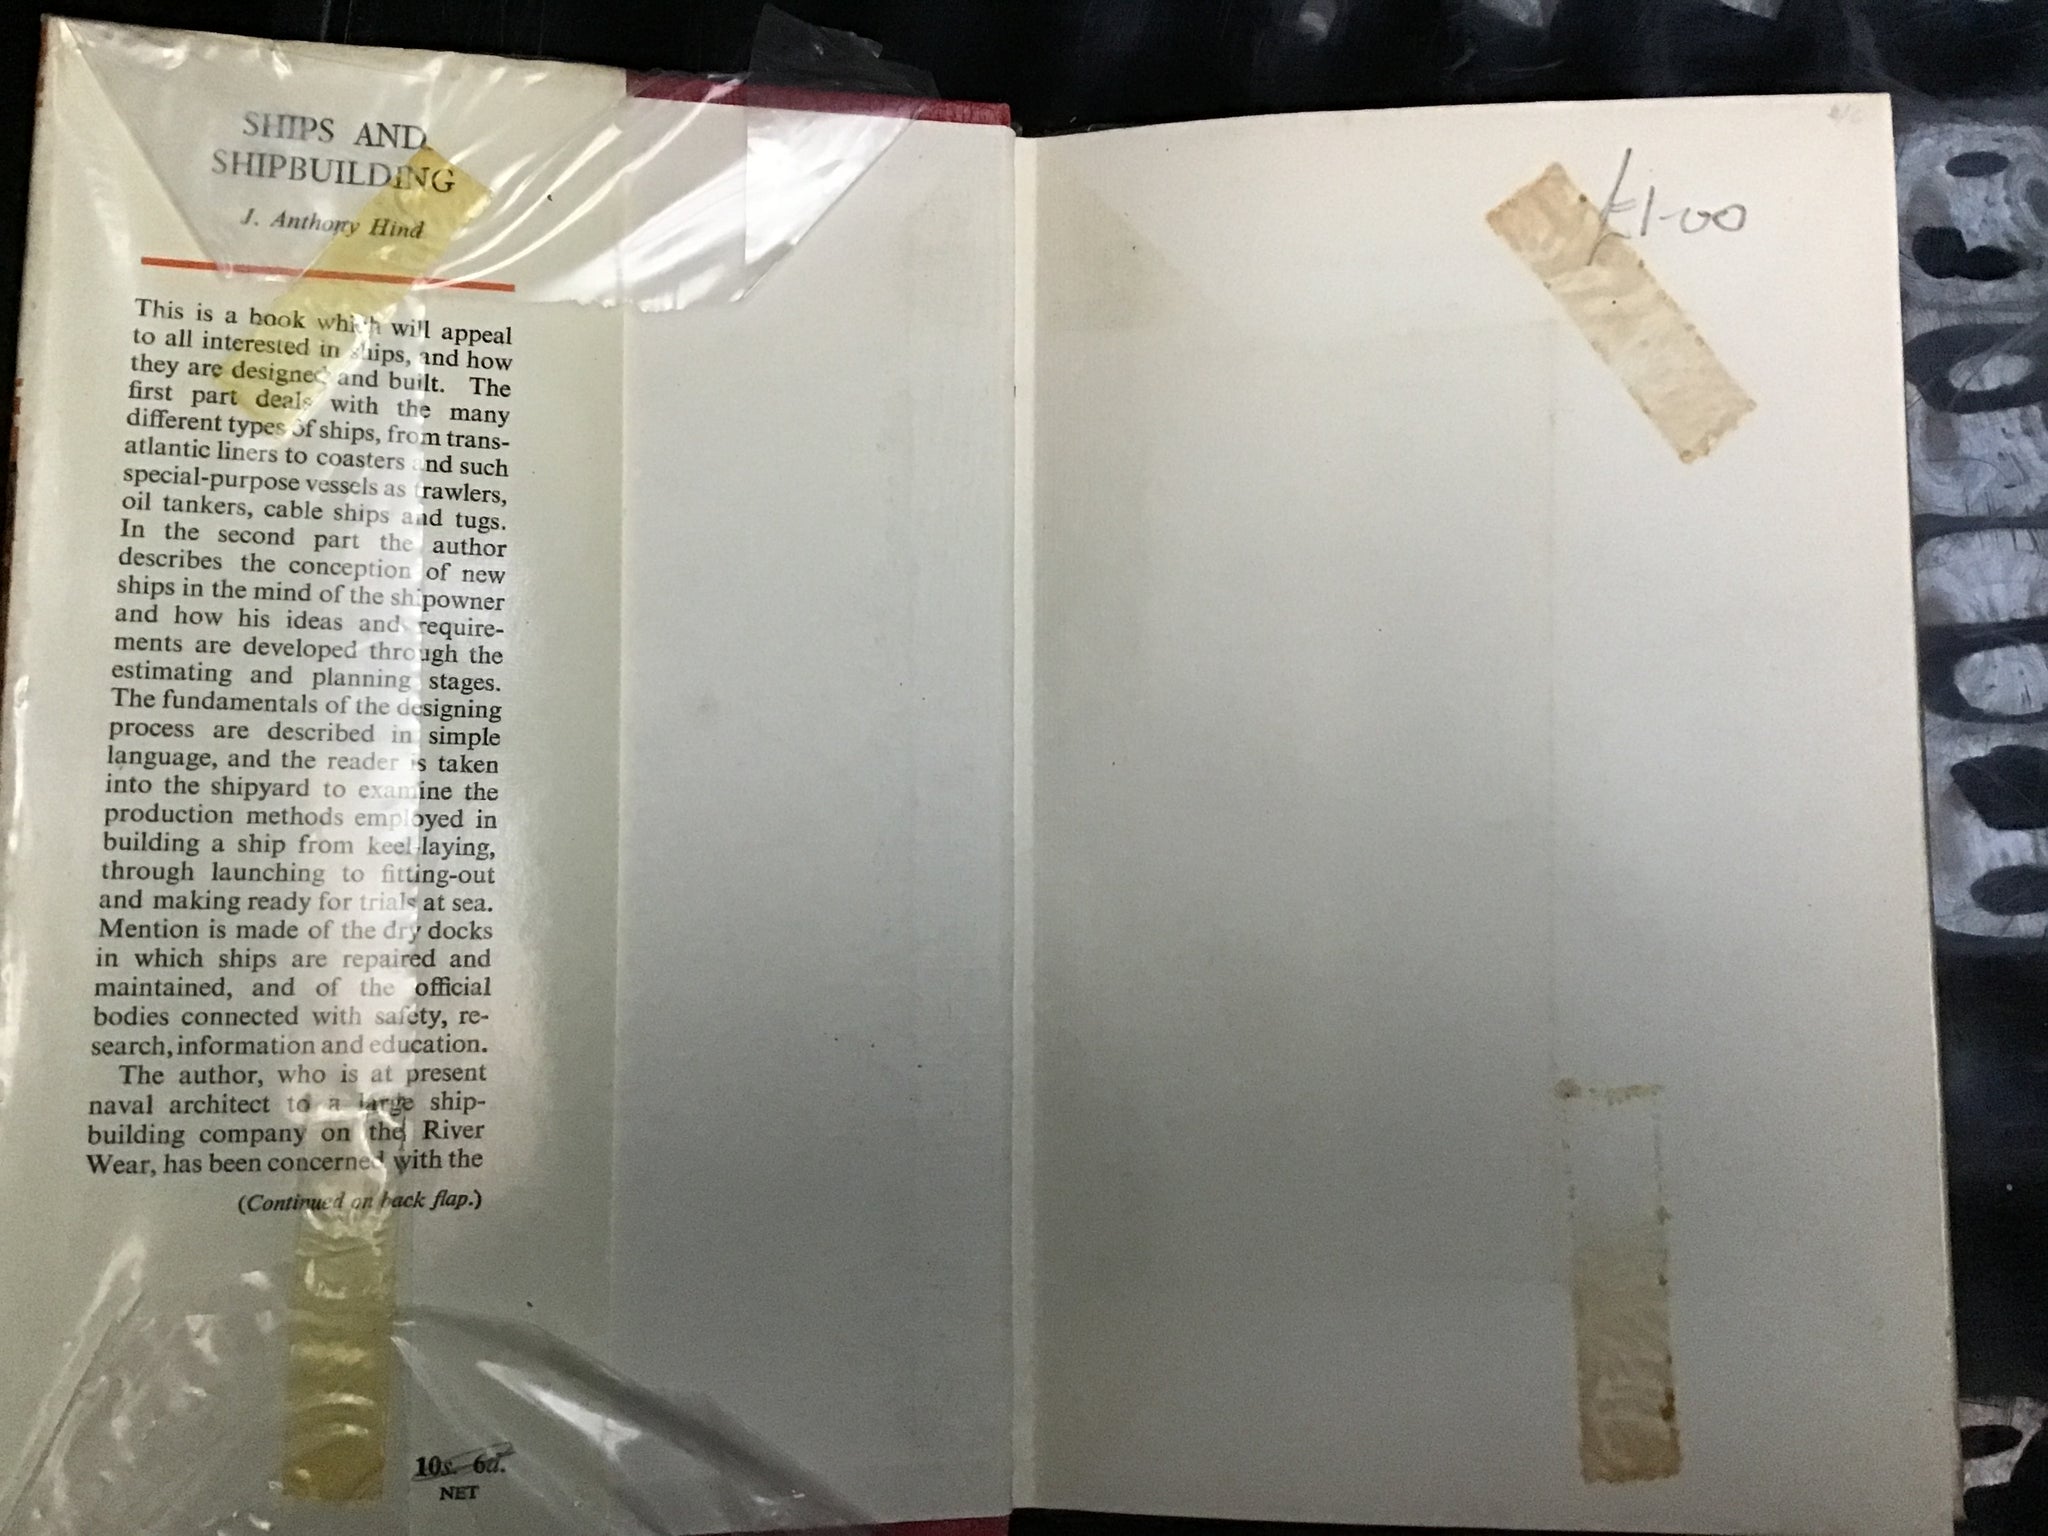 SHIPS AND
SHIPBUILDING
J. Anthony Hind
This is a book which will appeal
to all interested in ships, and how
they are designed and built. The
first part deals with the many
different types of ships, from trans-
atlantic liners to coasters and such
special-purpose vessels as trawlers,
oil tankers, cable ships and tugs.
In the second part the author
describes the conception of new
ships in the mind of the shipowner
and how his ideas and require-
ments are developed through the
estimating and planning stages.
The fundamentals of the designing
process are described in simple
language, and the reader is taken
into the shipyard to examine the
production methods employed in
building a ship from keel-laying,
through launching to fitting-out
and making ready for trials at sea.
Mention is made of the dry docks
in which ships are repaired and
maintained, and of the official
bodies connected with safety, re-
search, information and education.
The author, who is at present
naval architect to a large ship-
building company on the River
Wear, has been concerned with the
(Continued on back flap.)
10s. 6d.
NET
£1-00